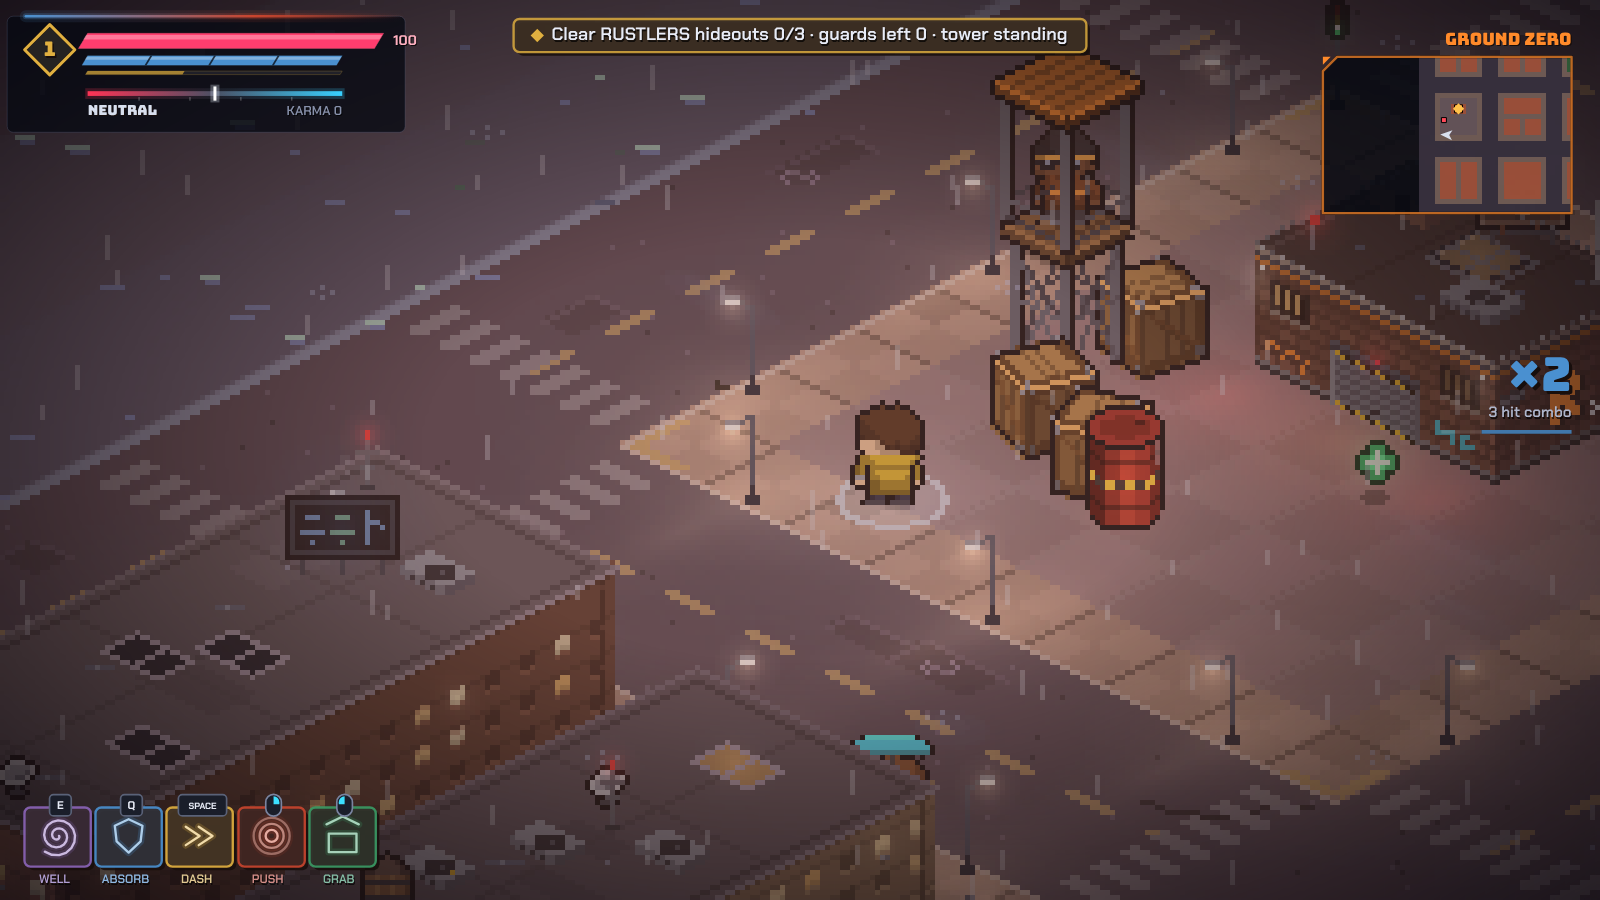 1
100
NEUTRAL
KARMA 0
Clear RUSTLERS hideouts 0/3 · guards left 0 · tower standing
GROUND ZERO
×2
3 hit combo
E
Q
SPACE
WELL
ABSORB
DASH
PUSH
GRAB